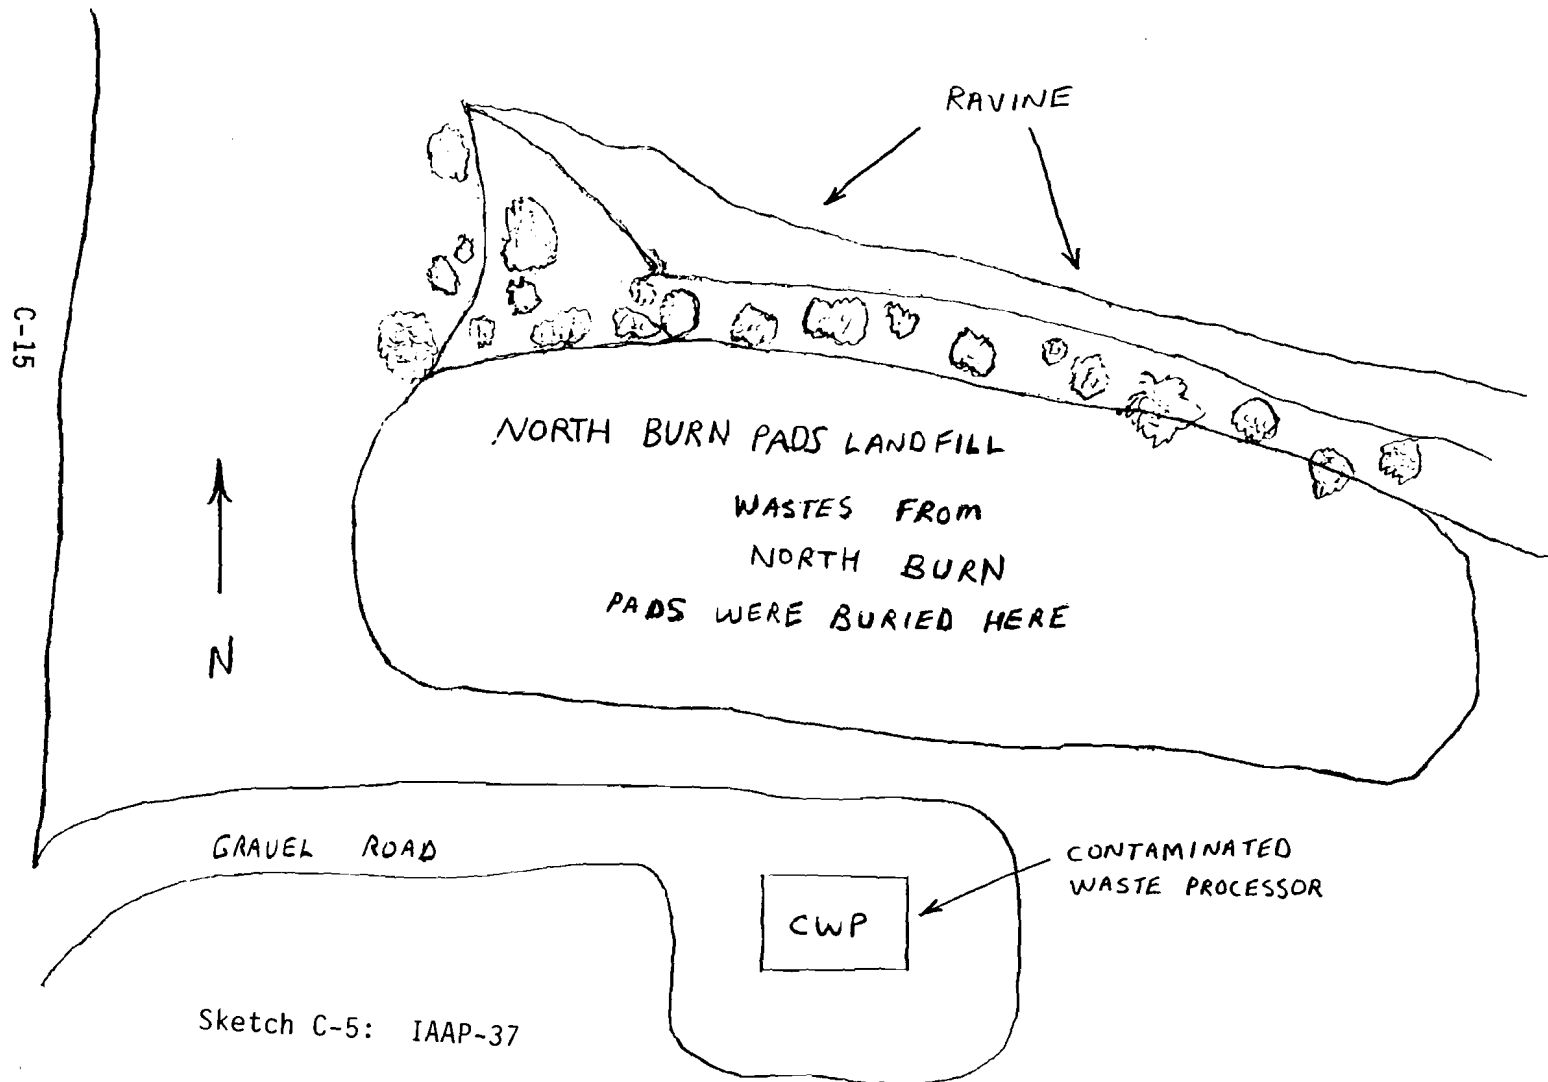 C-15
RAVINE
NORTH BURN PADS LANDFILL
WASTES FROM
NORTH BURN
PADS WERE BURIED HERE
N
GRAVEL ROAD
CONTAMINATED
WASTE PROCESSOR
CWP
Sketch C-5: IAAP-37